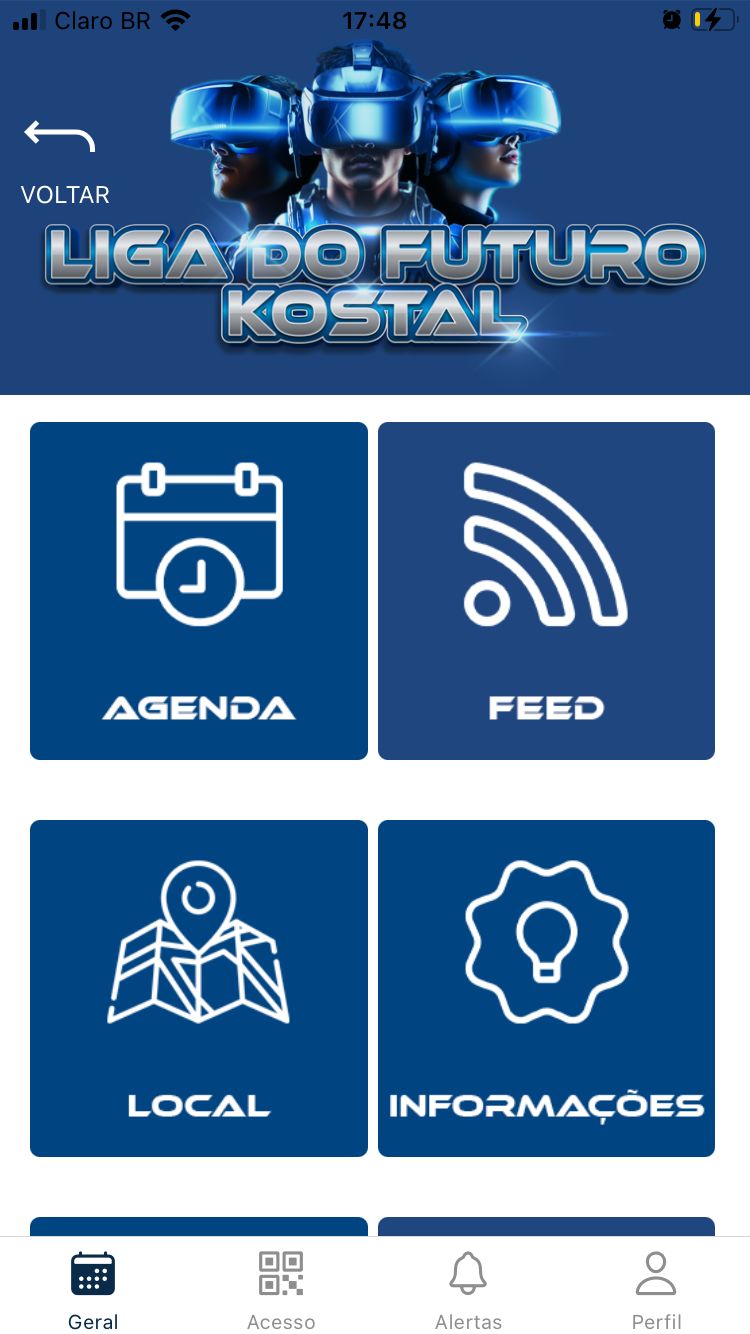 Claro BR
17:48
VOLTAR
LIGA DO FUTURO
KOSTAL
AGENDA
FEED
LOCAL
INFORMAÇÕES
Geral
Acesso
Alertas
Perfil